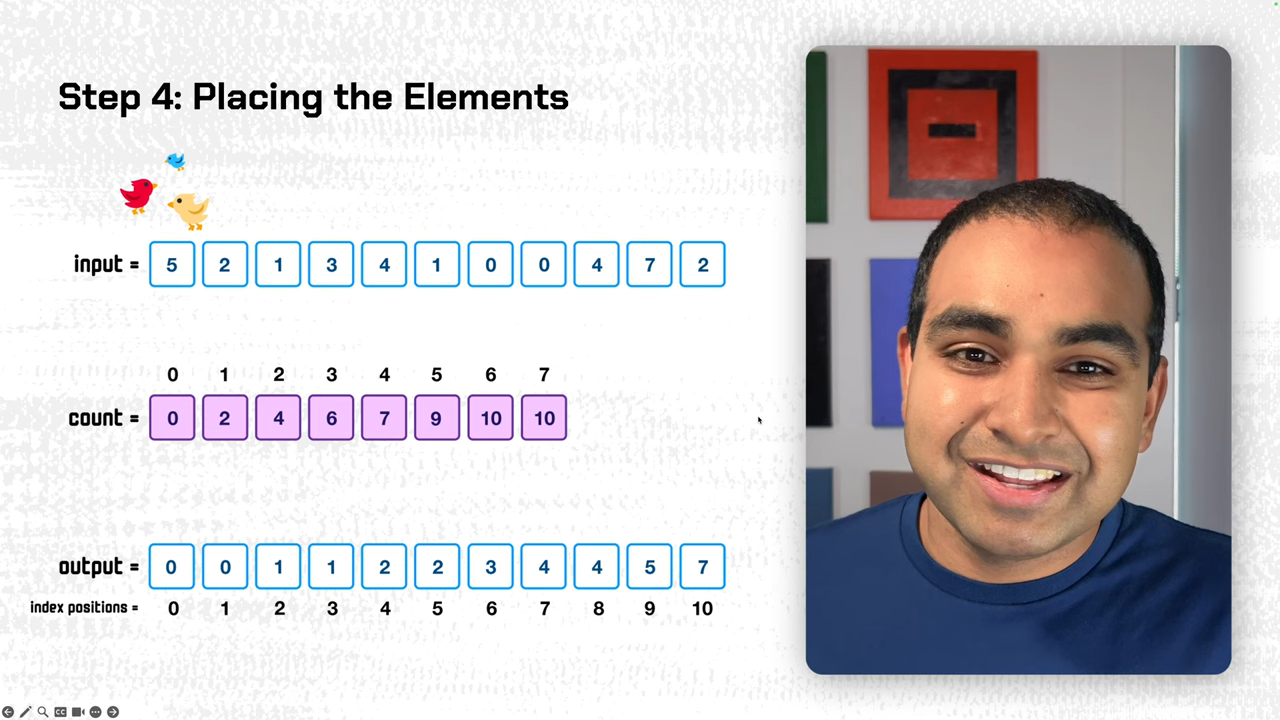 Step 4: Placing the Elements
input = 5 2 1 3 4 1 0 0 4 7 2
0 1 2 3 4 5 6 7
count = 0 2 4 6 7 9 10 10
output = 0 0 1 1 2 2 3 4 4 5 7
index positions = 0 1 2 3 4 5 6 7 8 9 10
CC